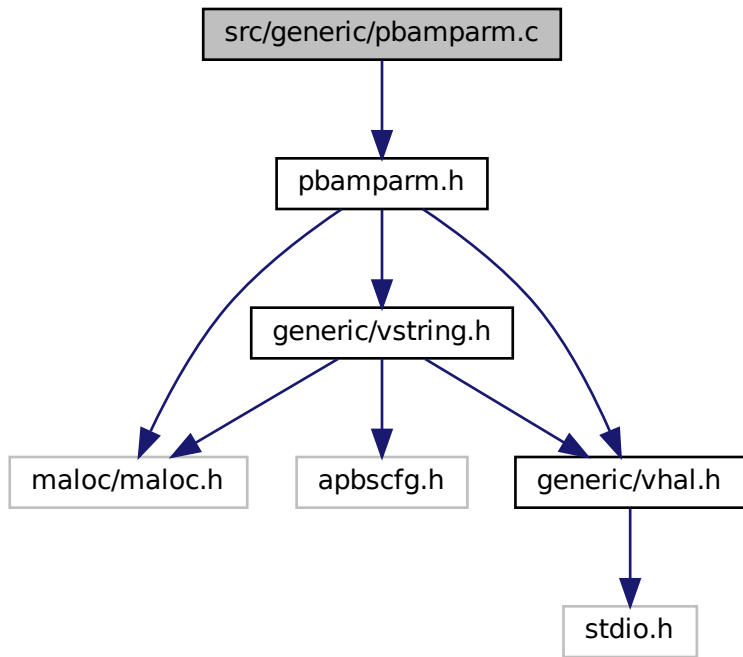 src/generic/pbamparm.c
pbamparm.h
generic/vstring.h
maloc/maloc.h
apbscfg.h
generic/vhal.h
stdio.h